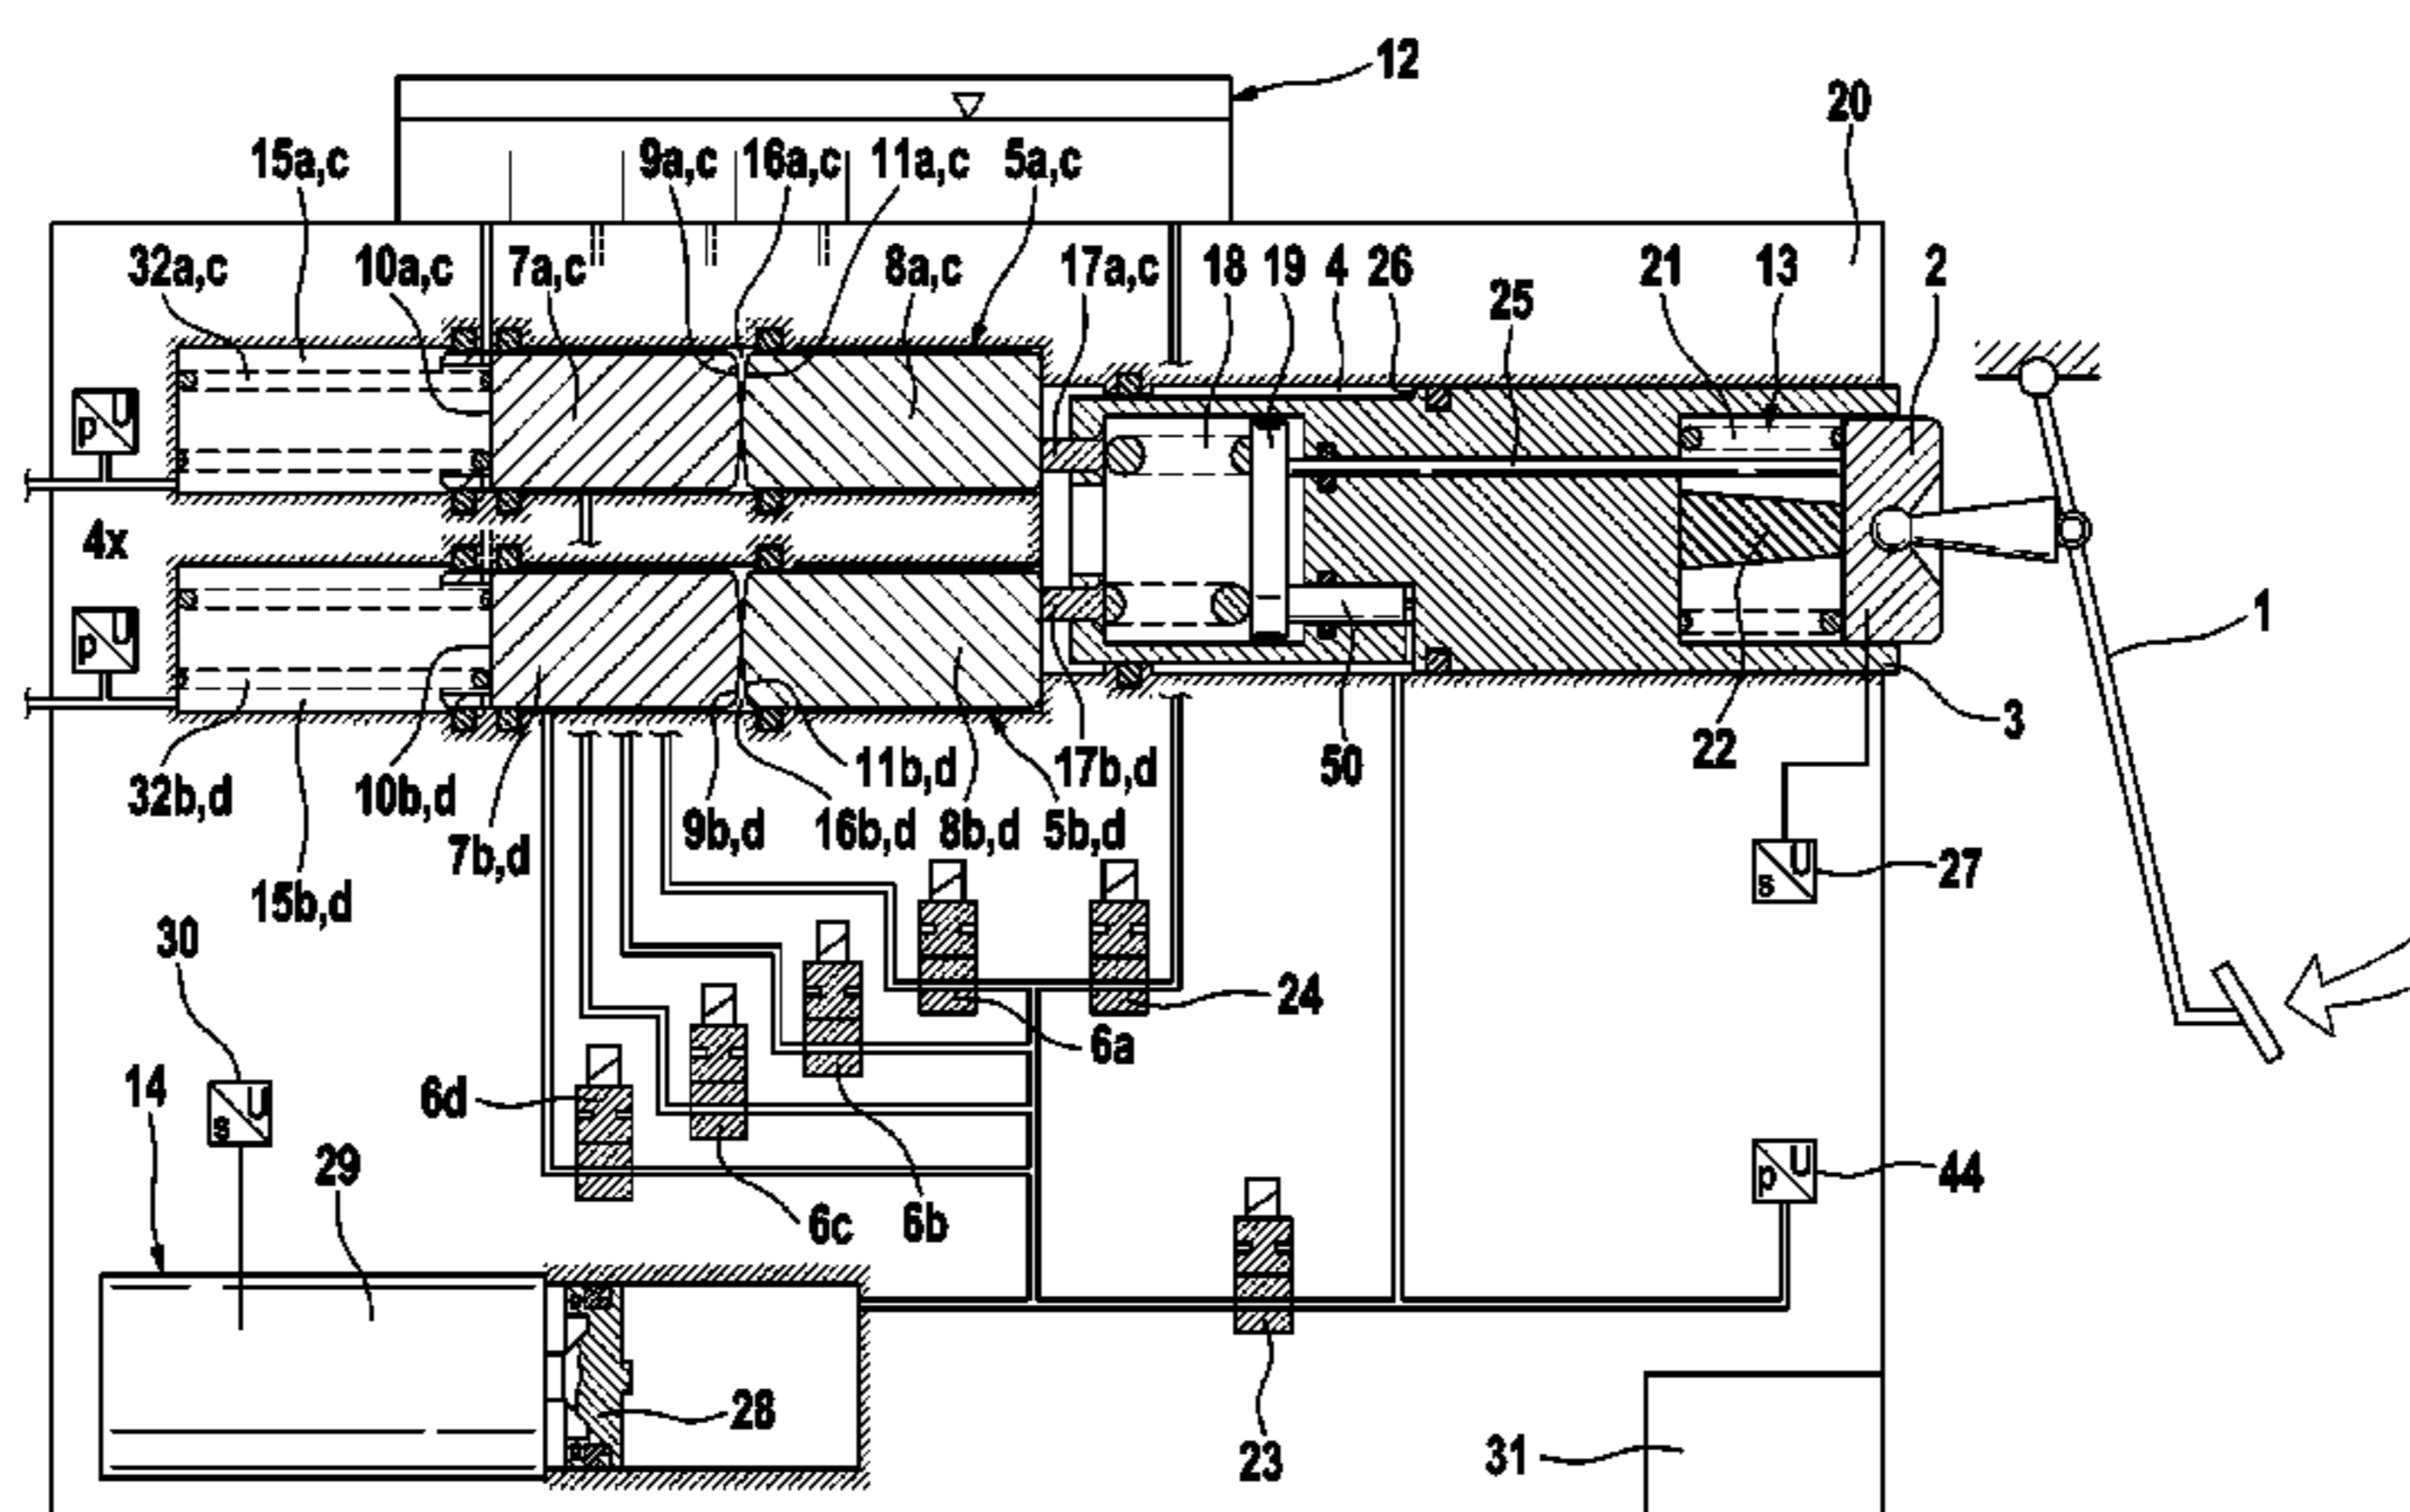 12
20
15a,c 9a,c 16a,c 11a,c 5a,c
32a,c 10a,c 7a,c 8a,c 17a,c 18 19 4 26 21 13 2
25
p U
4x
p U
1
3
22
50
32b,d 10b,d 11b,d 17b,d
9b,d 16b,d 8b,d 5b,d
7b,d
15b,d
s U 27
30
24
6a
14 s U 6d
29
6c 6b
p U 44
28
23
31